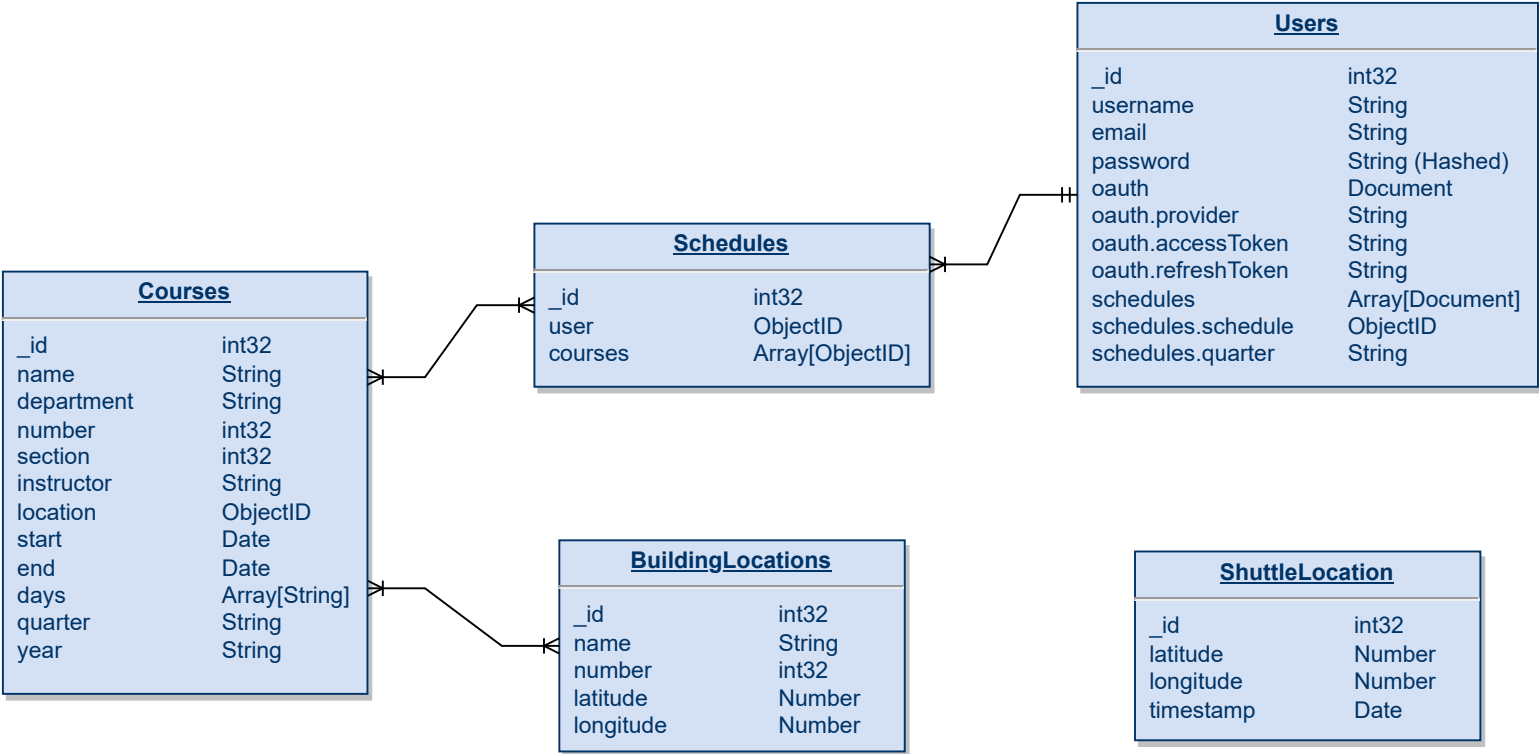 Users
_id int32
username String
email String
password String (Hashed)
oauth Document
oauth.provider String
oauth.accessToken String
oauth.refreshToken String
schedules Array[Document]
schedules.schedule ObjectID
schedules.quarter String
Schedules
_id int32
user ObjectID
courses Array[ObjectID]
Courses
_id int32
name String
department String
number int32
section int32
instructor String
location ObjectID
start Date
end Date
days Array[String]
quarter String
year String
BuildingLocations
_id int32
name String
number int32
latitude Number
longitude Number
ShuttleLocation
_id int32
latitude Number
longitude Number
timestamp Date